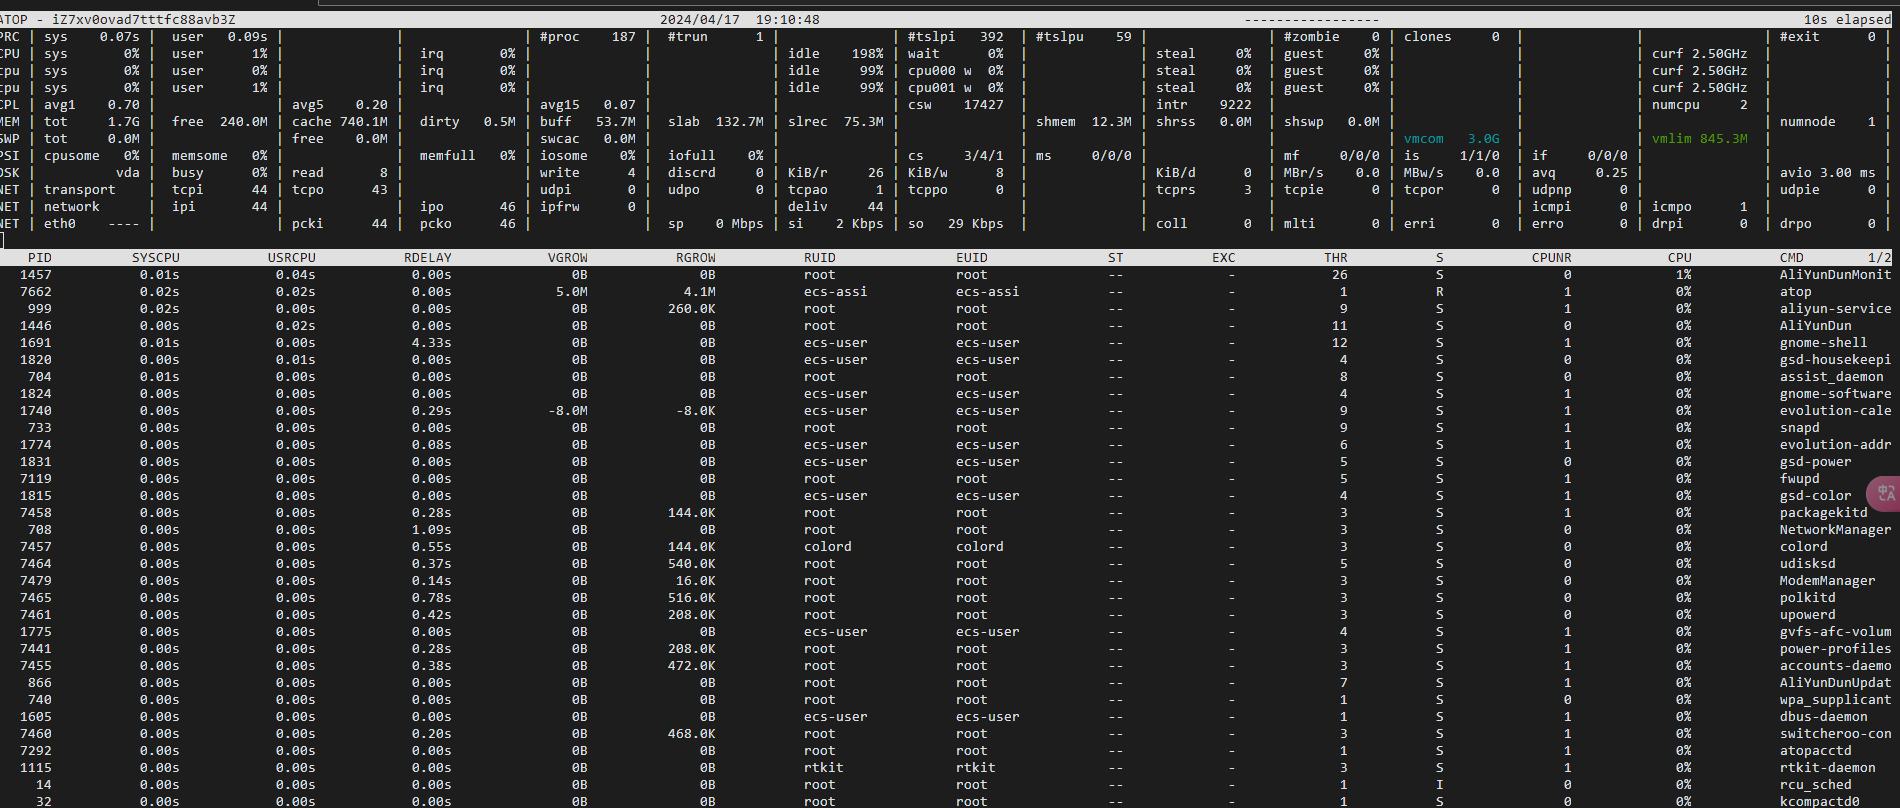 ATOP - iZ7xv0ovad7tttfc88avb3Z 2024/04/17 19:10:48 ----------------- 10s elapsed
PRC | sys 0.07s | user 0.09s | | | #proc 187 | #trun 1 | | #tslpi 392 | #tslpu 59 | | #zombie 0 | clones 0 | | | #exit 0 |
CPU | sys 0% | user 1% | | irq 0% | | | idle 198% | wait 0% | | steal 0% | guest 0% | | | curf 2.50GHz | |
cpu | sys 0% | user 0% | | irq 0% | | | idle 99% | cpu000 w 0% | | steal 0% | guest 0% | | | curf 2.50GHz | |
cpu | sys 0% | user 1% | | irq 0% | | | idle 99% | cpu001 w 0% | | steal 0% | guest 0% | | | curf 2.50GHz | |
CPL | avg1 0.70 | | avg5 0.20 | | avg15 0.07 | | | csw 17427 | | intr 9222 | | | | numcpu 2 | |
MEM | tot 1.7G | free 240.0M | cache 740.1M | dirty 0.5M | buff 53.7M | slab 132.7M | slrec 75.3M | | shmem 12.3M | shrss 0.0M | shswp 0.0M | | | | numnode 1 |
SWP | tot 0.0M | | free 0.0M | | swcac 0.0M | | | | | | | vmcom 3.0G | | vmlim 845.3M | |
PSI | cpusome 0% | memsome 0% | | memfull 0% | iosome 0% | iofull 0% | | cs 3/4/1 | ms 0/0/0 | | mf 0/0/0 | is 1/1/0 | if 0/0/0 | | |
DSK | vda | busy 0% | read 8 | | write 4 | discrd 0 | KiB/r 26 | KiB/w 8 | | KiB/d 0 | MBr/s 0.0 | MBw/s 0.0 | avq 0.25 | | avio 3.00 ms |
NET | transport | tcpi 44 | tcpo 43 | | udpi 0 | udpo 0 | tcpao 1 | tcppo 0 | | tcprs 3 | tcpie 0 | tcpor 0 | udpnp 0 | | udpie 0 |
NET | network | ipi 44 | | ipo 46 | ipfrw 0 | | deliv 44 | | | | | | icmpi 0 | icmpo 1 | |
NET | eth0 ---- | | pcki 44 | pcko 46 | | sp 0 Mbps | si 2 Kbps | so 29 Kbps | | coll 0 | mlti 0 | erri 0 | erro 0 | drpi 0 | drpo 0 |
PID SYSCPU USRCPU RDELAY VGROW RGROW RUID EUID ST EXC THR S CPUNR CPU CMD 1/2
1457 0.01s 0.04s 0.00s 0B 0B root root -- - 26 S 0 1% AliYunDunMonit
7662 0.02s 0.02s 0.00s 5.0M 4.1M ecs-assi ecs-assi -- - 1 R 1 0% atop
999 0.02s 0.00s 0.00s 0B 260.0K root root -- - 9 S 1 0% aliyun-service
1446 0.00s 0.02s 0.00s 0B 0B root root -- - 11 S 0 0% AliYunDun
1691 0.01s 0.00s 4.33s 0B 0B ecs-user ecs-user -- - 12 S 1 0% gnome-shell
1820 0.00s 0.01s 0.00s 0B 0B ecs-user ecs-user -- - 4 S 0 0% gsd-housekeepi
704 0.01s 0.00s 0.00s 0B 0B root root -- - 8 S 0 0% assist_daemon
1824 0.00s 0.00s 0.00s 0B 0B ecs-user ecs-user -- - 4 S 1 0% gnome-software
1740 0.00s 0.00s 0.29s -8.0M -8.0K ecs-user ecs-user -- - 9 S 1 0% evolution-cale
733 0.00s 0.00s 0.00s 0B 0B root root -- - 9 S 1 0% snapd
1774 0.00s 0.00s 0.08s 0B 0B ecs-user ecs-user -- - 6 S 1 0% evolution-addr
1831 0.00s 0.00s 0.00s 0B 0B ecs-user ecs-user -- - 5 S 0 0% gsd-power
7119 0.00s 0.00s 0.00s 0B 0B root root -- - 5 S 1 0% fwupd
1815 0.00s 0.00s 0.00s 0B 0B ecs-user ecs-user -- - 4 S 1 0% gsd-color
7458 0.00s 0.00s 0.28s 0B 144.0K root root -- - 3 S 1 0% packagekitd
708 0.00s 0.00s 1.09s 0B 0B root root -- - 3 S 0 0% NetworkManager
7457 0.00s 0.00s 0.55s 0B 144.0K colord colord -- - 3 S 0 0% colord
7464 0.00s 0.00s 0.37s 0B 540.0K root root -- - 5 S 0 0% udisksd
7479 0.00s 0.00s 0.14s 0B 16.0K root root -- - 3 S 0 0% ModemManager
7465 0.00s 0.00s 0.78s 0B 516.0K root root -- - 3 S 0 0% polkitd
7461 0.00s 0.00s 0.42s 0B 208.0K root root -- - 3 S 0 0% upowerd
1775 0.00s 0.00s 0.00s 0B 0B ecs-user ecs-user -- - 4 S 1 0% gvfs-afc-volum
7441 0.00s 0.00s 0.28s 0B 208.0K root root -- - 3 S 1 0% power-profiles
7455 0.00s 0.00s 0.38s 0B 472.0K root root -- - 3 S 1 0% accounts-daemo
866 0.00s 0.00s 0.00s 0B 0B root root -- - 7 S 1 0% AliYunDunUpdat
740 0.00s 0.00s 0.00s 0B 0B root root -- - 1 S 0 0% wpa_supplicant
1605 0.00s 0.00s 0.00s 0B 0B ecs-user ecs-user -- - 1 S 1 0% dbus-daemon
7460 0.00s 0.00s 0.20s 0B 468.0K root root -- - 3 S 1 0% switcheroo-con
7292 0.00s 0.00s 0.00s 0B 0B root root -- - 1 S 1 0% atopacctd
1115 0.00s 0.00s 0.00s 0B 0B rtkit rtkit -- - 3 S 1 0% rtkit-daemon
14 0.00s 0.00s 0.00s 0B 0B root root -- - 1 I 0 0% rcu_sched
32 0.00s 0.00s 0.00s 0B 0B root root -- - 1 S 1 0% kcompactd0